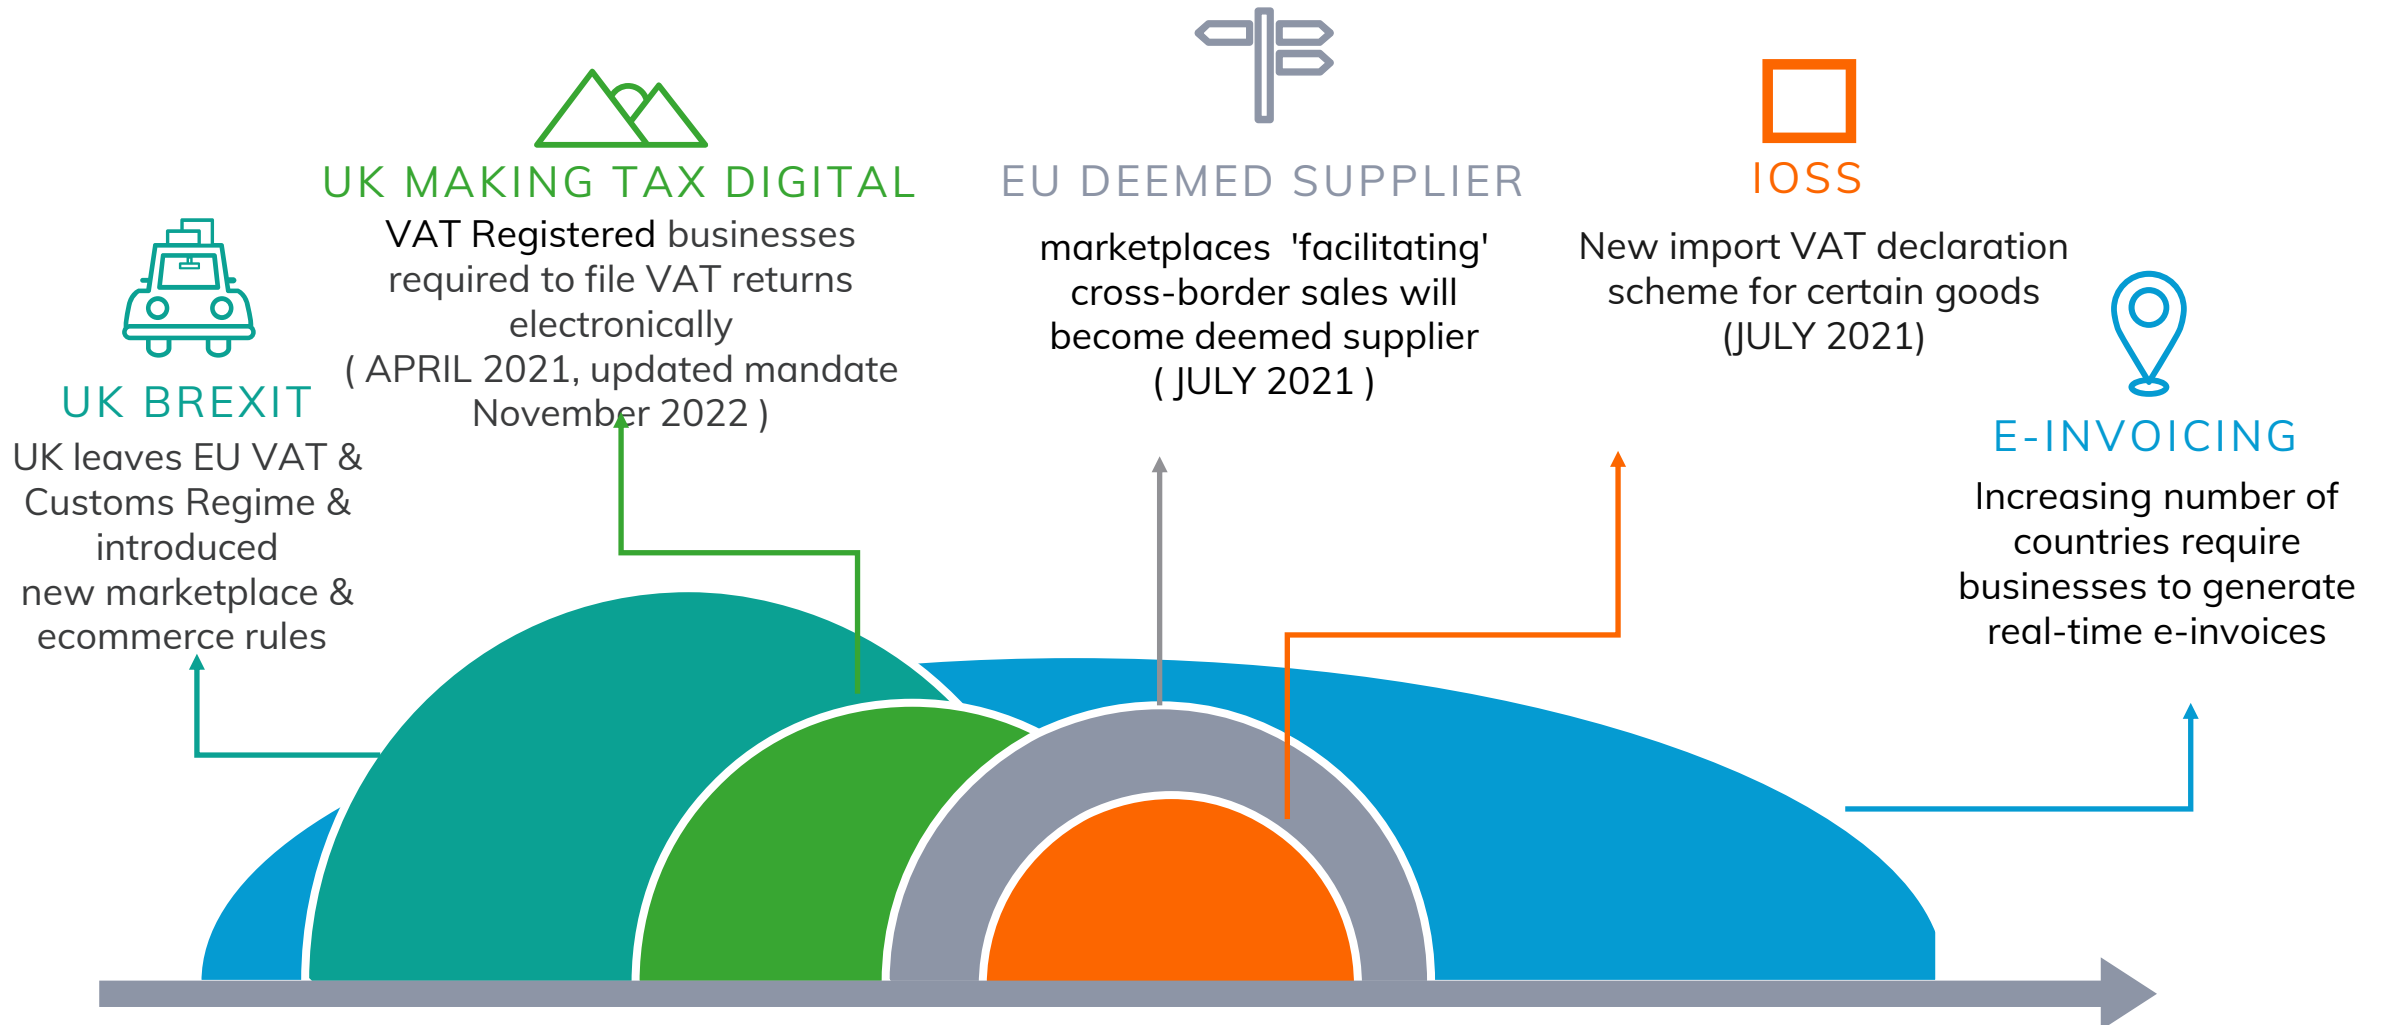 UK BREXIT
UK leaves EU VAT &
Customs Regime &
introduced
new marketplace &
ecommerce rules
UK MAKING TAX DIGITAL
VAT Registered businesses
required to file VAT returns
electronically
( APRIL 2021, updated mandate
November 2022 )
EU DEEMED SUPPLIER
marketplaces 'facilitating'
cross-border sales will
become deemed supplier
( JULY 2021 )
IOSS
New import VAT declaration
scheme for certain goods
(JULY 2021)
E-INVOICING
Increasing number of
countries require
businesses to generate
real-time e-invoices